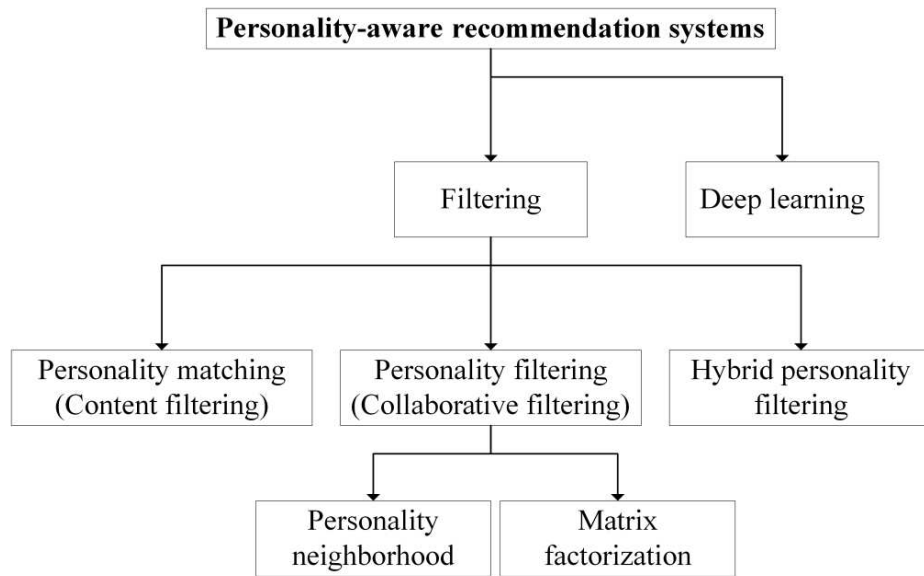 Personality-aware recommendation systems
Filtering
Deep learning
Personality matching
(Content filtering)
Personality filtering
(Collaborative filtering)
Hybrid personality
filtering
Personality
neighborhood
Matrix
factorization